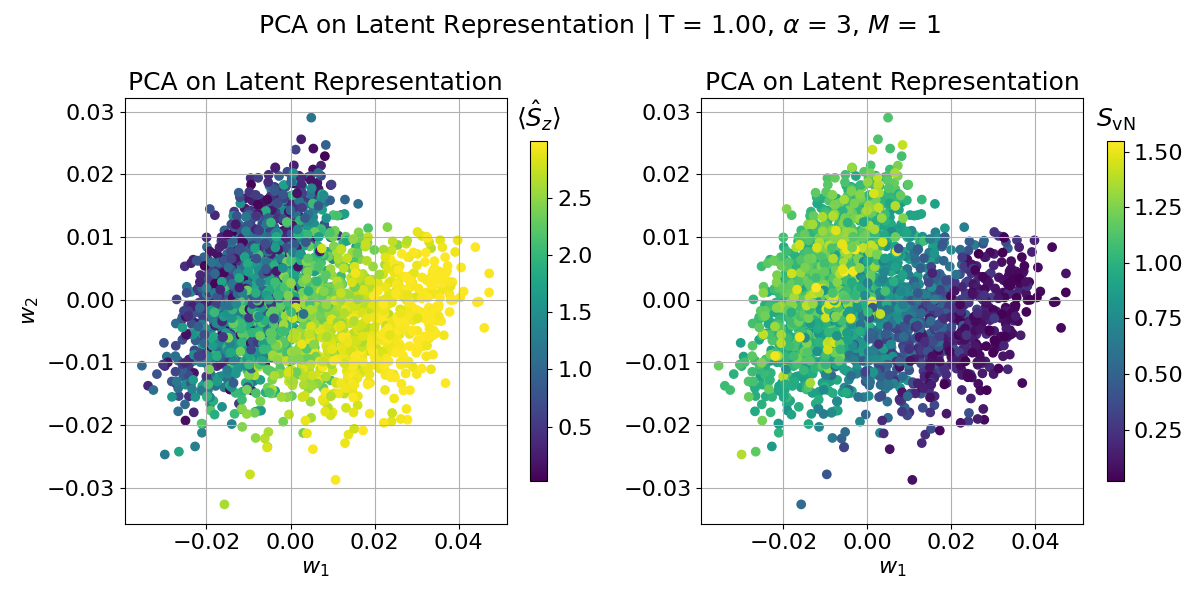 PCA on Latent Representation | T = 1.00, α = 3, M = 1
PCA on Latent Representation
⟨Ŝz⟩
0.03
0.02
0.01
0.00
−0.01
−0.02
−0.03
w2
−0.02 0.00 0.02 0.04
w1
2.5
2.0
1.5
1.0
0.5
PCA on Latent Representation
SvN
0.03
0.02
0.01
0.00
−0.01
−0.02
−0.03
−0.02 0.00 0.02 0.04
w1
1.50
1.25
1.00
0.75
0.50
0.25